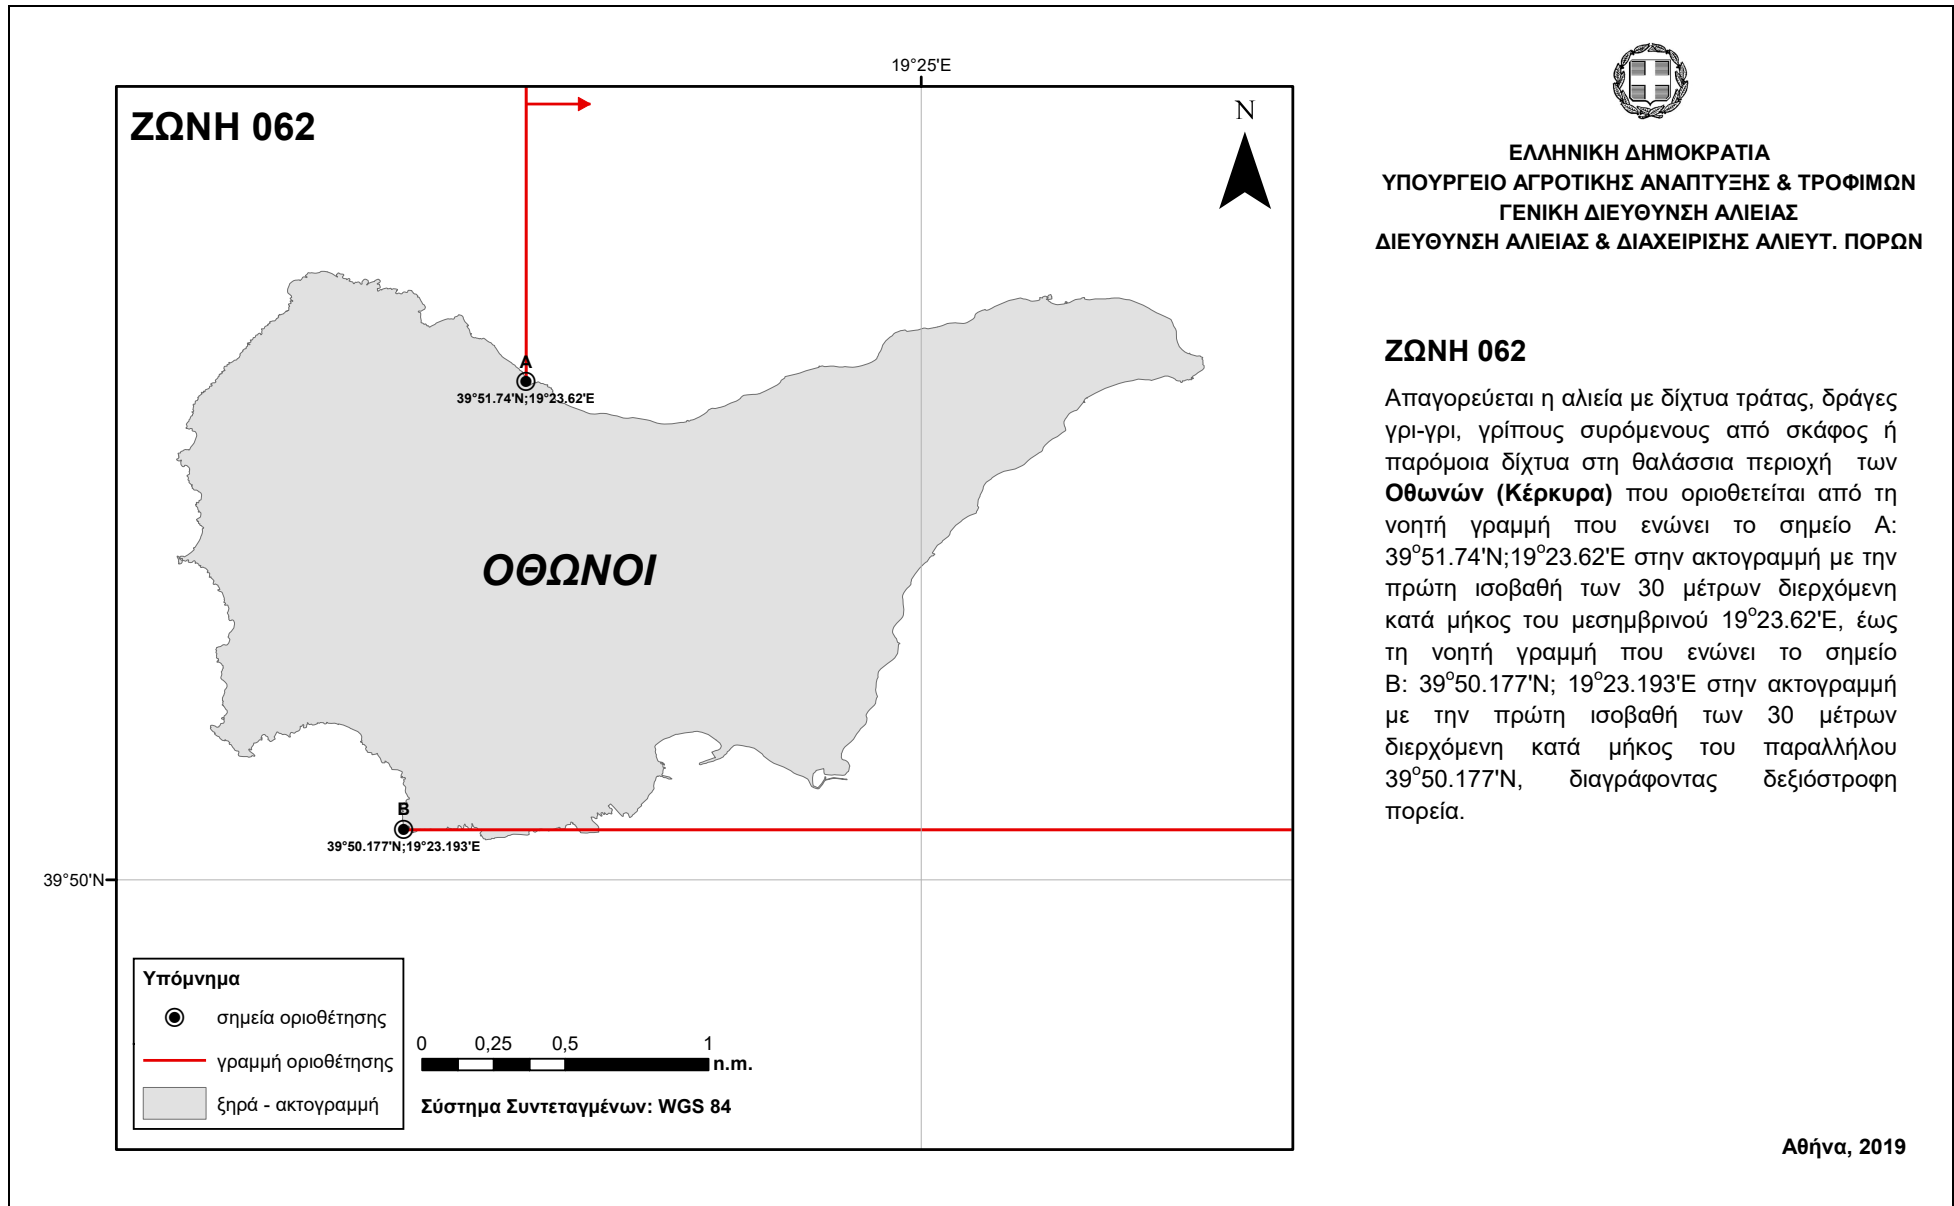 19°25'E
ΖΩΝΗ 062
N
A
39°51.74'N;19°23.62'E
ΟΘΩΝΟΙ
B
39°50.177'N;19°23.193'E
39°50'N
Υπόμνημα
σημεία οριοθέτησης
γραμμή οριοθέτησης
ξηρά - ακτογραμμή
0 0,25 0,5 1
n.m.
Σύστημα Συντεταγμένων: WGS 84
ΕΛΛΗΝΙΚΗ ΔΗΜΟΚΡΑΤΙΑ
ΥΠΟΥΡΓΕΙΟ ΑΓΡΟΤΙΚΗΣ ΑΝΑΠΤΥΞΗΣ & ΤΡΟΦΙΜΩΝ
ΓΕΝΙΚΗ ΔΙΕΥΘΥΝΣΗ ΑΛΙΕΙΑΣ
ΔΙΕΥΘΥΝΣΗ ΑΛΙΕΙΑΣ & ΔΙΑΧΕΙΡΙΣΗΣ ΑΛΙΕΥΤ. ΠΟΡΩΝ
ΖΩΝΗ 062
Απαγορεύεται η αλιεία με δίχτυα τράτας, δράγες
γρι-γρι, γρίπους συρόμενους από σκάφος ή
παρόμοια δίχτυα στη θαλάσσια περιοχή των
Οθωνών (Κέρκυρα) που οριοθετείται από τη
νοητή γραμμή που ενώνει το σημείο Α:
39°51.74'N;19°23.62'E στην ακτογραμμή με την
πρώτη ισοβαθή των 30 μέτρων διερχόμενη
κατά μήκος του μεσημβρινού 19°23.62'E, έως
τη νοητή γραμμή που ενώνει το σημείο
Β: 39°50.177'N; 19°23.193'E στην ακτογραμμή
με την πρώτη ισοβαθή των 30 μέτρων
διερχόμενη κατά μήκος του παραλλήλου
39°50.177'N, διαγράφοντας δεξιόστροφη
πορεία.
Αθήνα, 2019